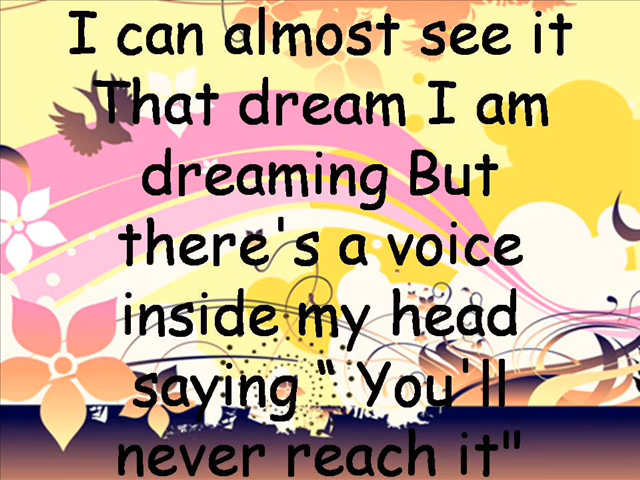 I can almost see it
That dream I am
dreaming But
there's a voice
inside my head
saying “ You'll
never reach it"